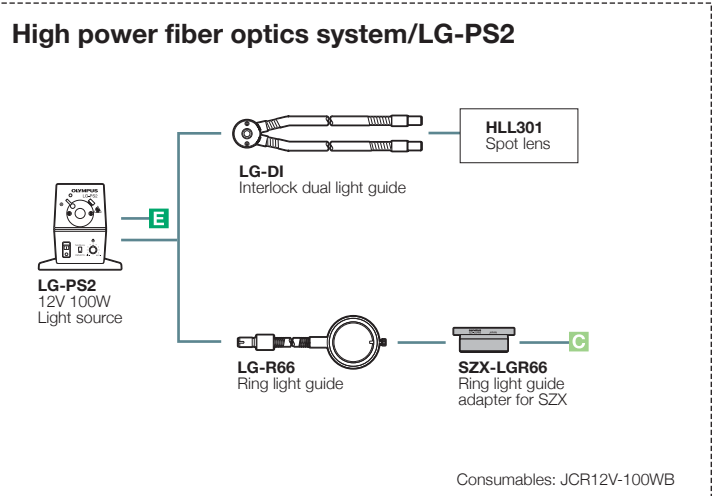 High power fiber optics system/LG-PS2
HLL301
Spot lens
LG-DI
Interlock dual light guide
OLYMPUS
LG-PS2
E
LG-PS2
12V 100W
Light source
C
LG-R66
Ring light guide
SZX-LGR66
Ring light guide
adapter for SZX
Consumables: JCR12V-100WB